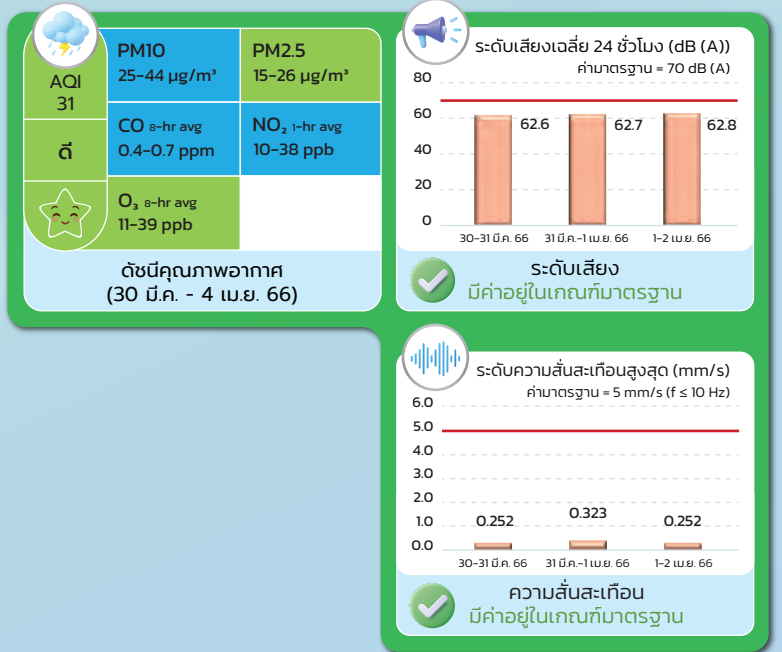 AQI
31
ดี
PM10
25-44 µg/m³
PM2.5
15-26 µg/m³
CO 8-hr avg
0.4-0.7 ppm
NO₂ 1-hr avg
10-38 ppb
O₃ 8-hr avg
11-39 ppb
ดัชนีคุณภาพอากาศ
(30 มี.ค. - 4 เม.ย. 66)
ระดับเสียงเฉลี่ย 24 ชั่วโมง (dB (A))
ค่ามาตรฐาน = 70 dB (A)
80
60
40
20
0
62.6
62.7
62.8
30-31 มี.ค. 66
31 มี.ค.-1 เม.ย. 66
1-2 เม.ย. 66
ระดับเสียง
มีค่าอยู่ในเกณฑ์มาตรฐาน
ระดับความสั่นสะเทือนสูงสุด (mm/s)
ค่ามาตรฐาน = 5 mm/s (f ≤ 10 Hz)
6.0
5.0
4.0
3.0
2.0
1.0
0.0
0.252
0.323
0.252
30-31 มี.ค. 66
31 มี.ค.-1 เม.ย. 66
1-2 เม.ย. 66
ความสั่นสะเทือน
มีค่าอยู่ในเกณฑ์มาตรฐาน